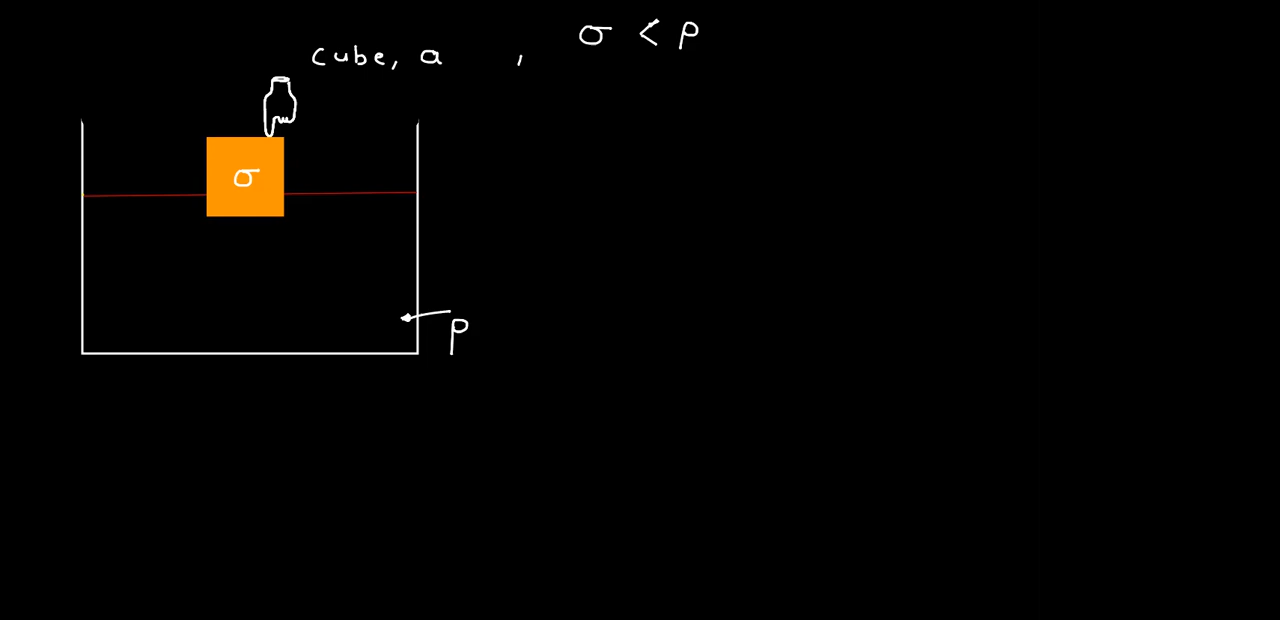 σ < ρ
cube, a ,
σ
ρ